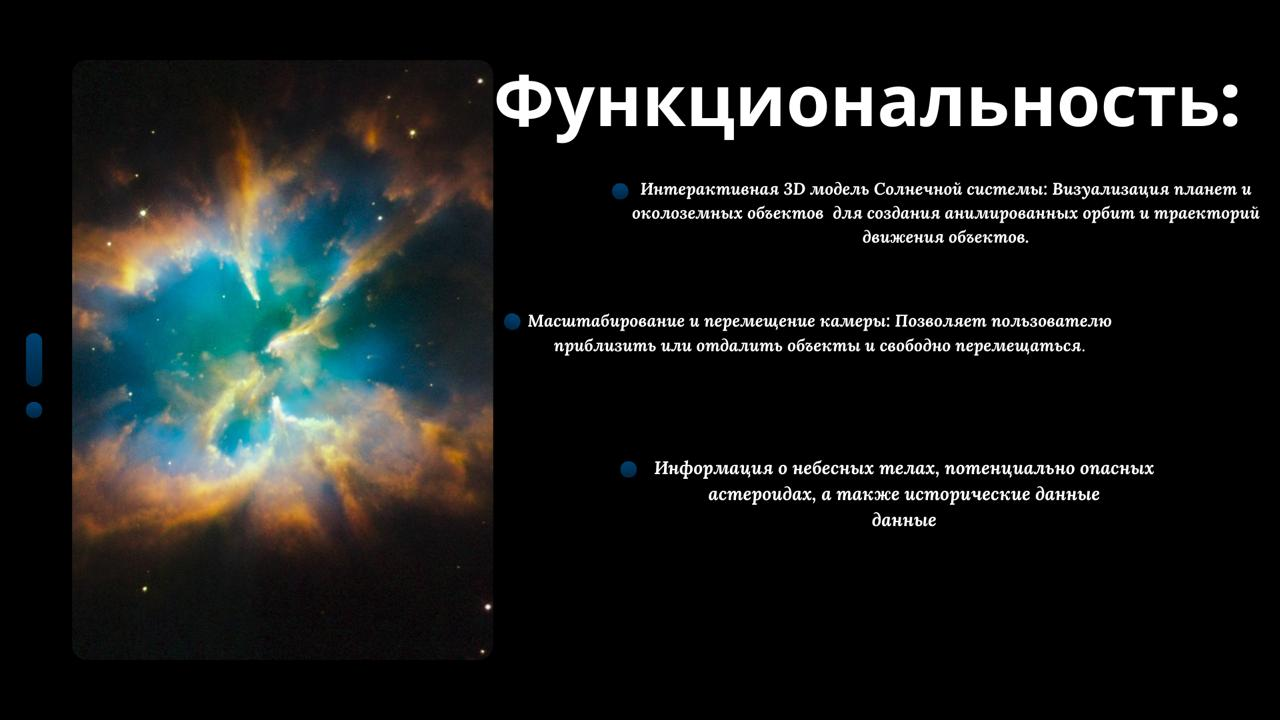 Функциональность:
Интерактивная 3D модель Солнечной системы: Визуализация планет и
околоземных объектов  для создания анимированных орбит и траекторий
движения объектов.
Масштабирование и перемещение камеры: Позволяет пользователю
приблизить или отдалить объекты и свободно перемещаться.
Информация о небесных телах, потенциально опасных
астероидах, а также исторические данные
данные